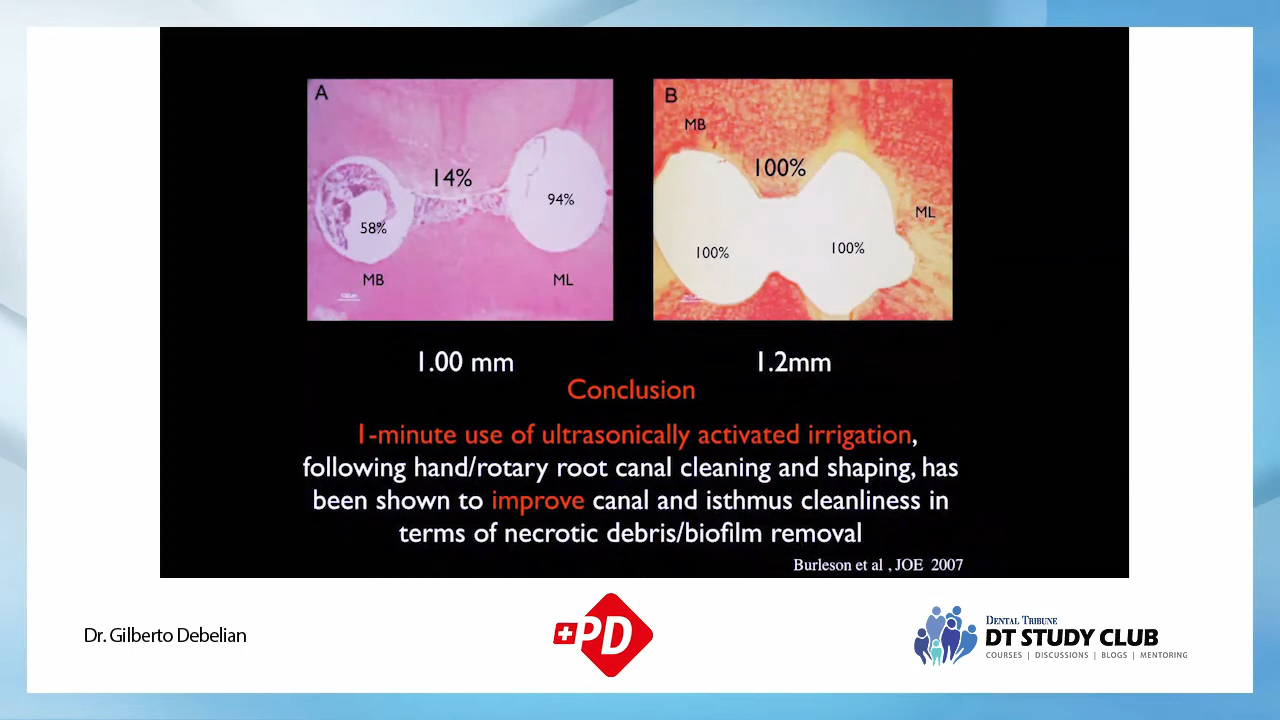 A
MB
14%
58%
94%
MB
ML
B
MB
100%
ML
100%
100%
1.00 mm
1.2mm
Conclusion
1-minute use of ultrasonically activated irrigation,
following hand/rotary root canal cleaning and shaping, has
been shown to improve canal and isthmus cleanliness in
terms of necrotic debris/biofilm removal
Burleson et al , JOE 2007
Dr. Gilberto Debelian
PD
DENTAL TRIBUNE
DT STUDY CLUB
COURSES | DISCUSSIONS | BLOGS | MENTORING